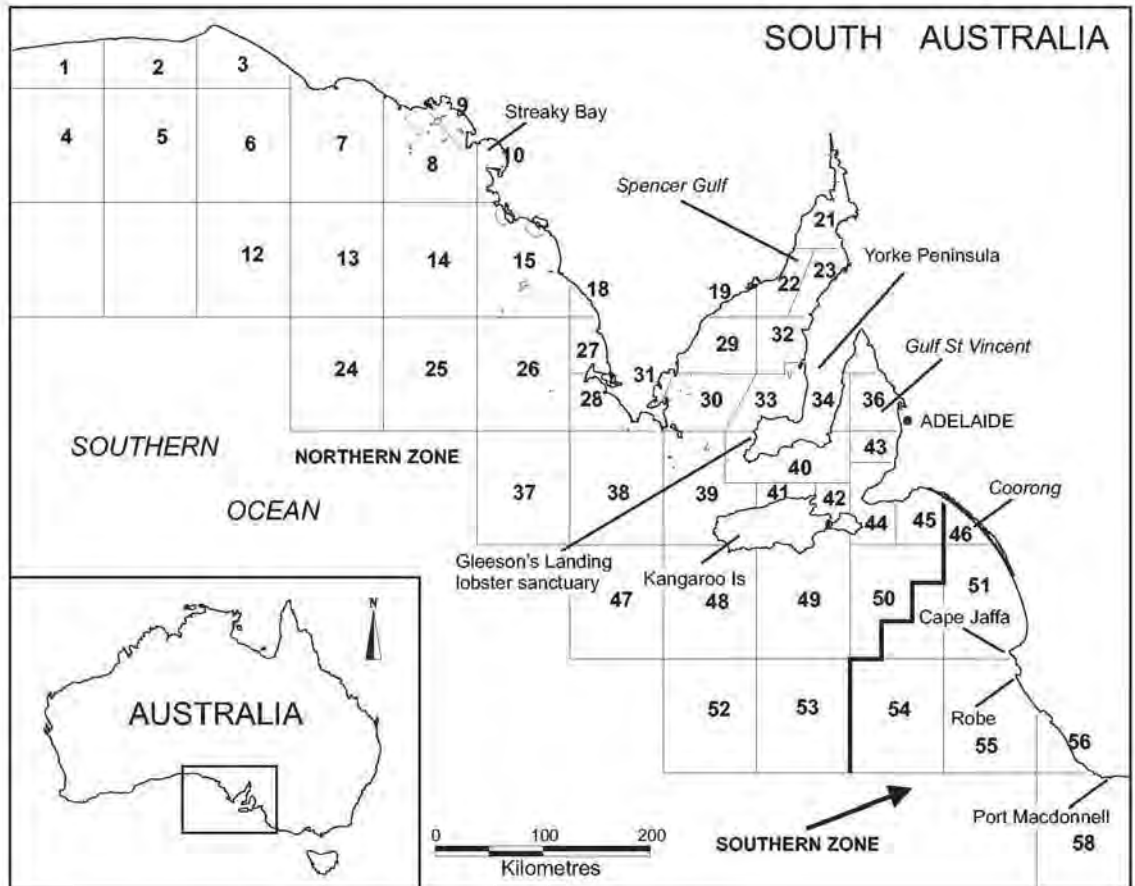 SOUTH AUSTRALIA
1
2
3
4
5
6
7
8
9
Streaky Bay
10
Spencer Gulf
21
12
13
14
15
18
19
22
23
Yorke Peninsula
24
25
26
27
28
29
32
Gulf St Vincent
31
30
33
34
36
ADELAIDE
43
SOUTHERN
OCEAN
NORTHERN ZONE
37
38
39
40
41
42
44
45
46
Coorong
Gleeson's Landing
lobster sanctuary
Kangaroo Is
47
48
49
50
51
Cape Jaffa
52
53
54
Robe
55
56
Port Macdonnell
58
SOUTHERN ZONE
N
AUSTRALIA
0 100 200
Kilometres